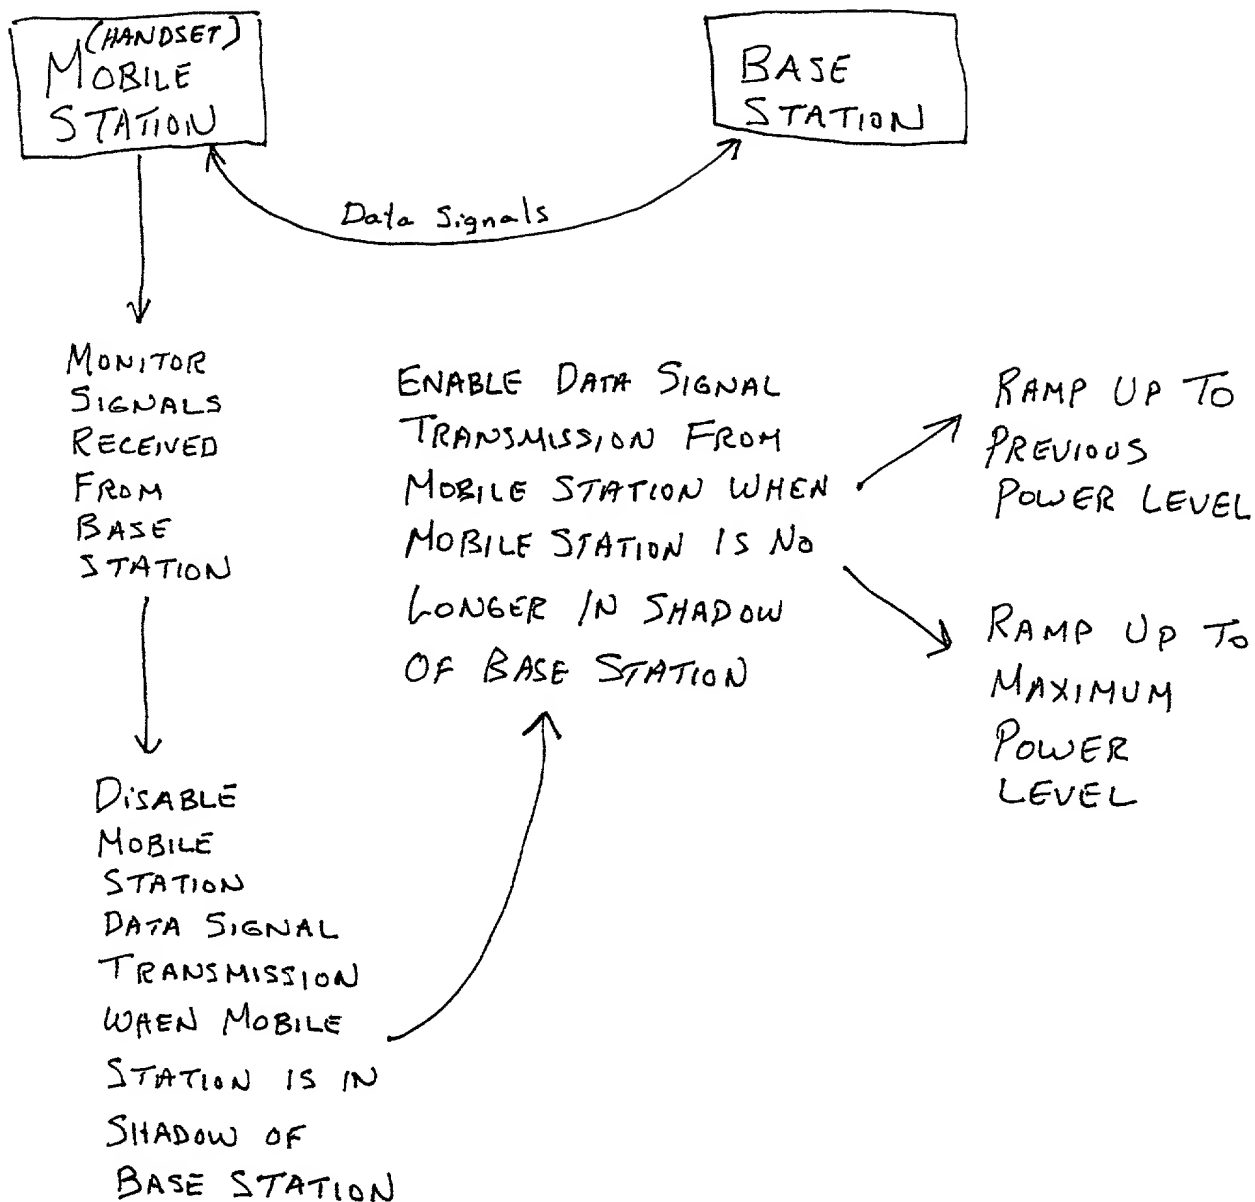 (HANDSET)
MOBILE
STATION
BASE
STATION
Data Signals
MONITOR
SIGNALS
RECEIVED
FROM
BASE
STATION
DISABLE
MOBILE
STATION
DATA SIGNAL
TRANSMISSION
WHEN MOBILE
STATION IS IN
SHADOW OF
BASE STATION
ENABLE DATA SIGNAL
TRANSMISSION FROM
MOBILE STATION WHEN
MOBILE STATION IS NO
LONGER IN SHADOW
OF BASE STATION
RAMP UP TO
PREVIOUS
POWER LEVEL
RAMP UP TO
MAXIMUM
POWER
LEVEL